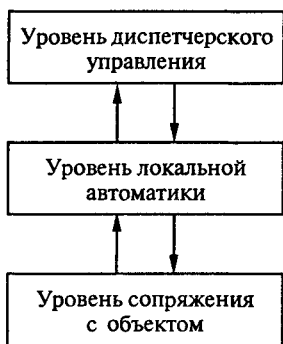 Уровень диспетчерского
управления
Уровень локальной
автоматики
Уровень сопряжения
с объектом